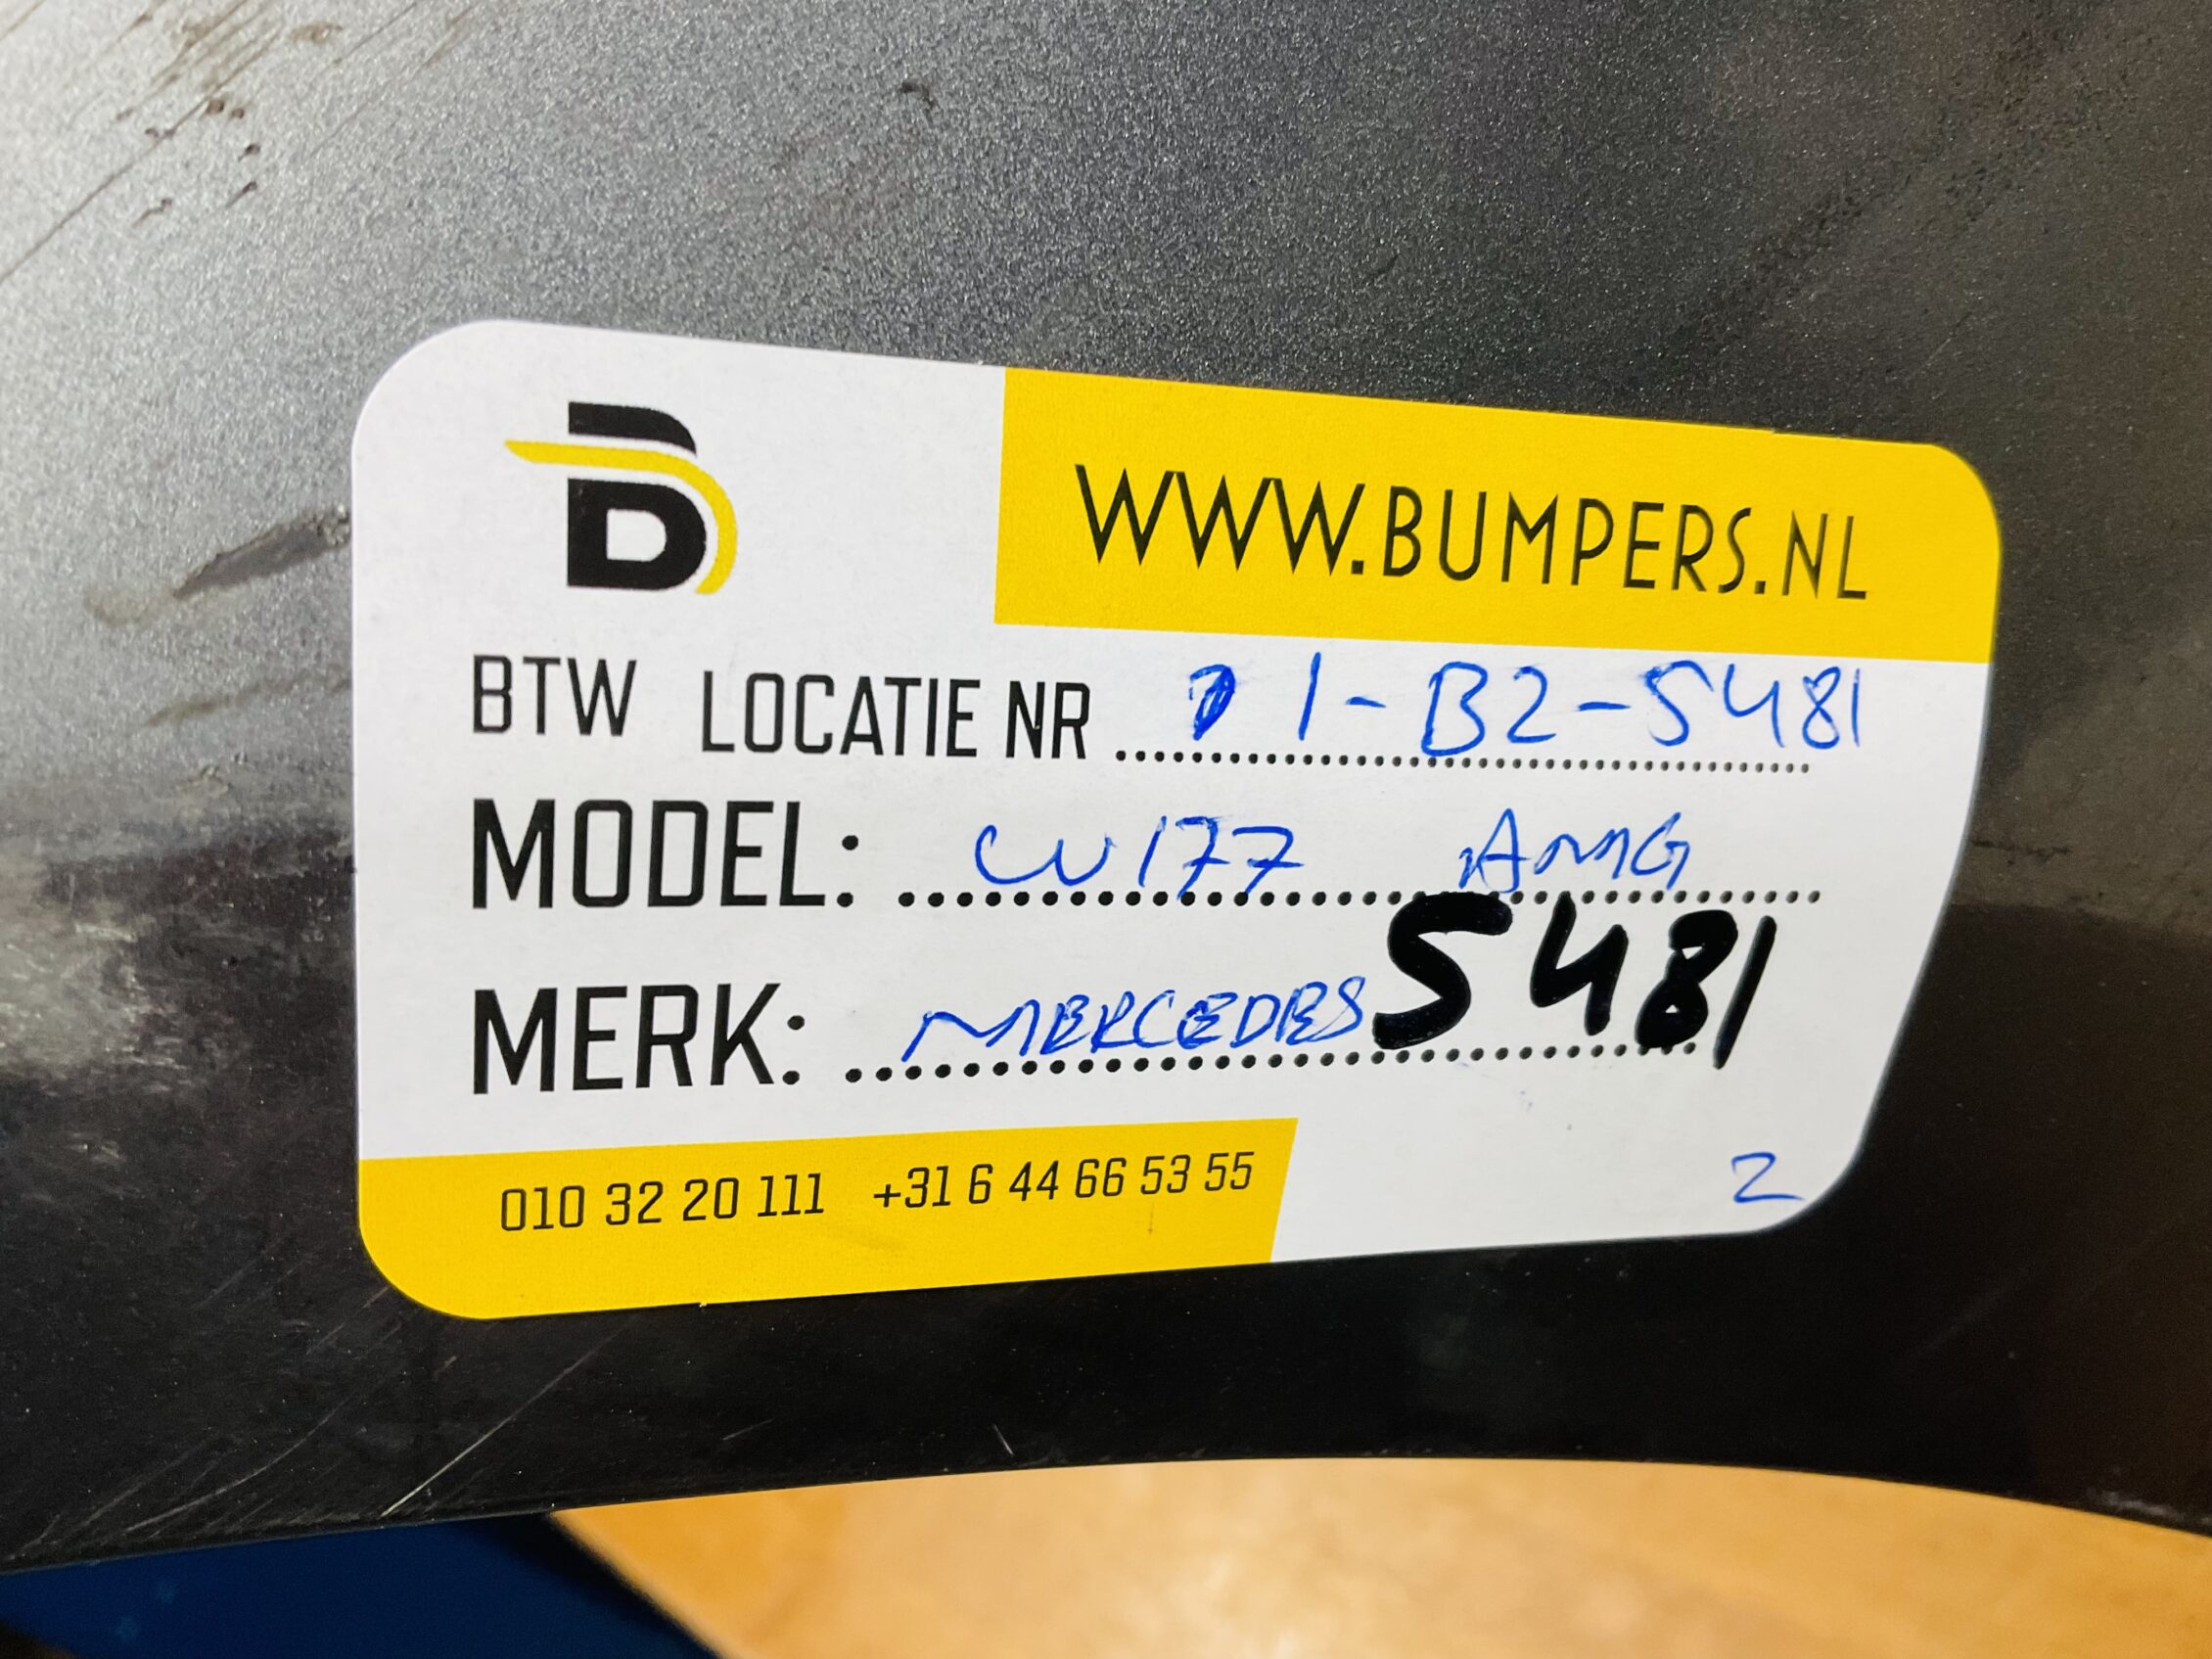 B
WWW.BUMPERS.NL
BTW LOCATIE NR 1-B2-5481
MODEL: W177 AMG
MERK: MERCEDES 5481
010 32 20 111 +31 6 44 66 53 55
2